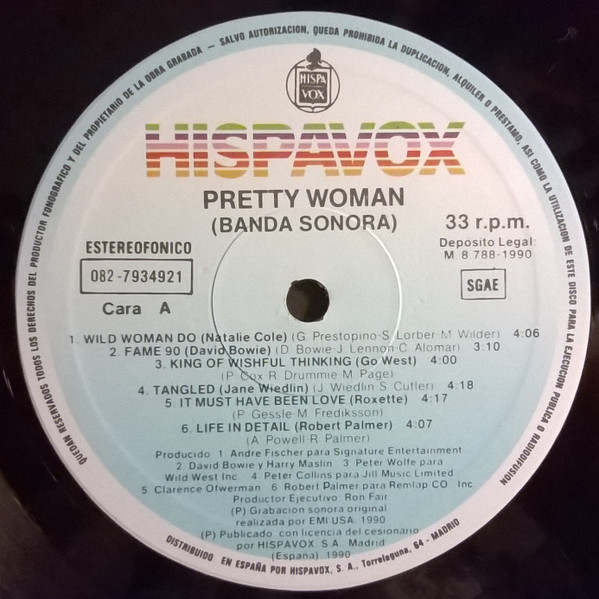 QUEDAN RESERVADOS TODOS LOS DERECHOS DEL PRODUCTOR FONOGRAFICO Y DEL PROPIETARIO DE LA OBRA GRABADA – SALVO AUTORIZACION, QUEDA PROHIBIDA LA DUPLICACION, ALQUILER O PRESTAMO, ASI COMO LA UTILIZACION DE ESTE DISCO PARA LA EJECUCION PUBLICA O RADIODIFUSION
HISPA
VOX
HISPAVOX
PRETTY WOMAN
(BANDA SONORA)
33 r.p.m.
ESTEREOFONICO
Deposito Legal:
M 8 788-1990
082-7934921
SGAE
Cara A
1. WILD WOMAN DO (Natalie Cole) (G. Prestopino-S. Lorber-M Wilder) 4:06
2. FAME 90 (David Bowie) (D. Bowie-J. Lennon-C. Alomar) 3:10
3. KING OF WISHFUL THINKING (Go West) 4:00
(P. Cox R. Drummie M. Page)
4. TANGLED (Jane Wiedlin) (J. Wiedlin S. Cutler) 4:18
5. IT MUST HAVE BEEN LOVE (Roxette) 4:17
(P. Gessle-M. Frediksson)
6. LIFE IN DETAIL (Robert Palmer) 4:07
(A. Powell R. Palmer)
Producido: 1 Andre Fischer para Signature Entertainment
2. David Bowie y Harry Maslin 3 Peter Wolfe para
Wild West Inc. 4 Peter Collins para Jill Music Limited
5. Clarence Ofwerman 6 Robert Palmer para Remlap CO. Inc
Productor Ejecutivo Ron Fair
(P) Grabacion sonora original
realizada por EMI USA. 1990
(P) Publicado con licencia del cesionario
por HISPAVOX S.A. Madrid
(España) 1990
DISTRIBUIDO EN ESPAÑA POR HISPAVOX, S. A., Torrelaguna, 64 - MADRID